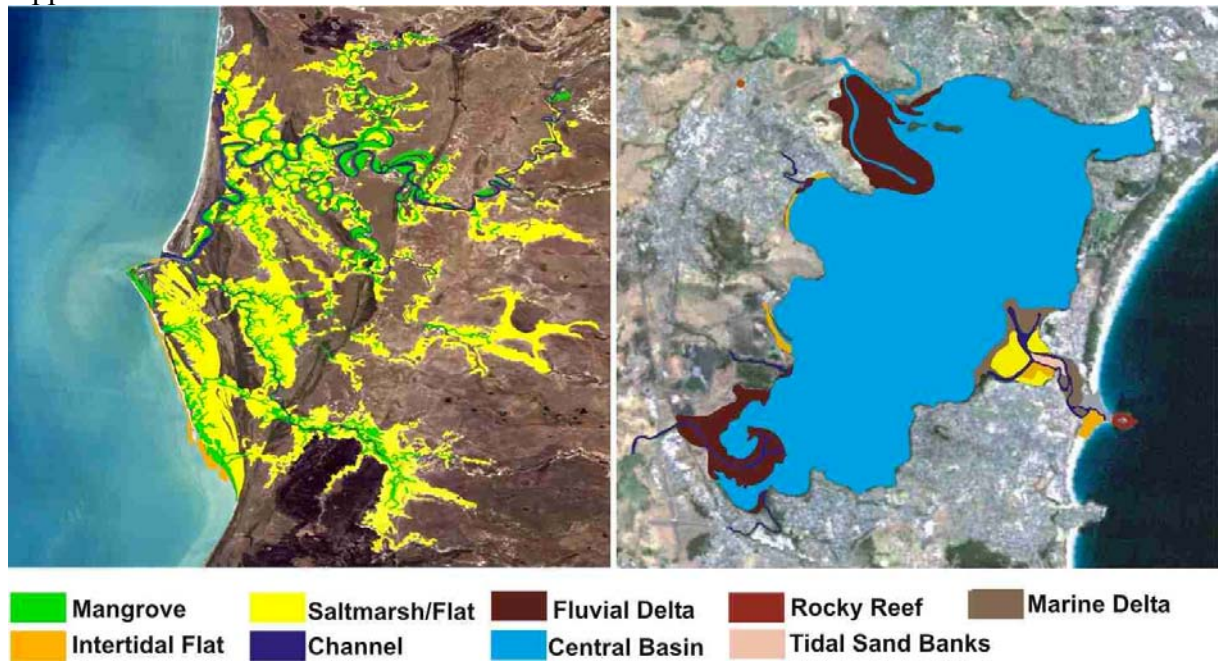 Mangrove Saltmarsh/Flat Fluvial Delta Rocky Reef Marine Delta
Intertidal Flat Channel Central Basin Tidal Sand Banks